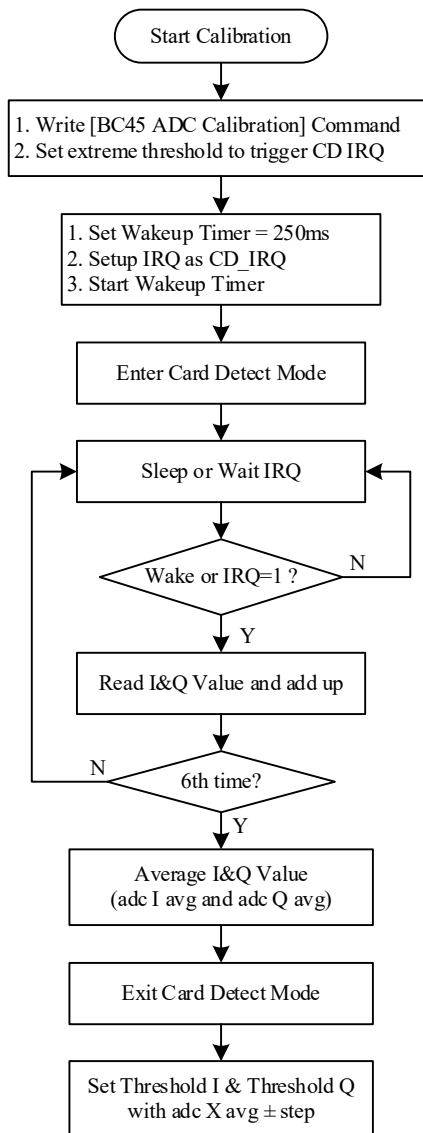 Start Calibration
1. Write [BC45 ADC Calibration] Command
2. Set extreme threshold to trigger CD IRQ
1. Set Wakeup Timer = 250ms
2. Setup IRQ as CD_IRQ
3. Start Wakeup Timer
Enter Card Detect Mode
Sleep or Wait IRQ
Wake or IRQ=1 ?
N
Y
Read I&Q Value and add up
N
6th time?
Y
Average I&Q Value
(adc I avg and adc Q avg)
Exit Card Detect Mode
Set Threshold I & Threshold Q
with adc X avg ± step